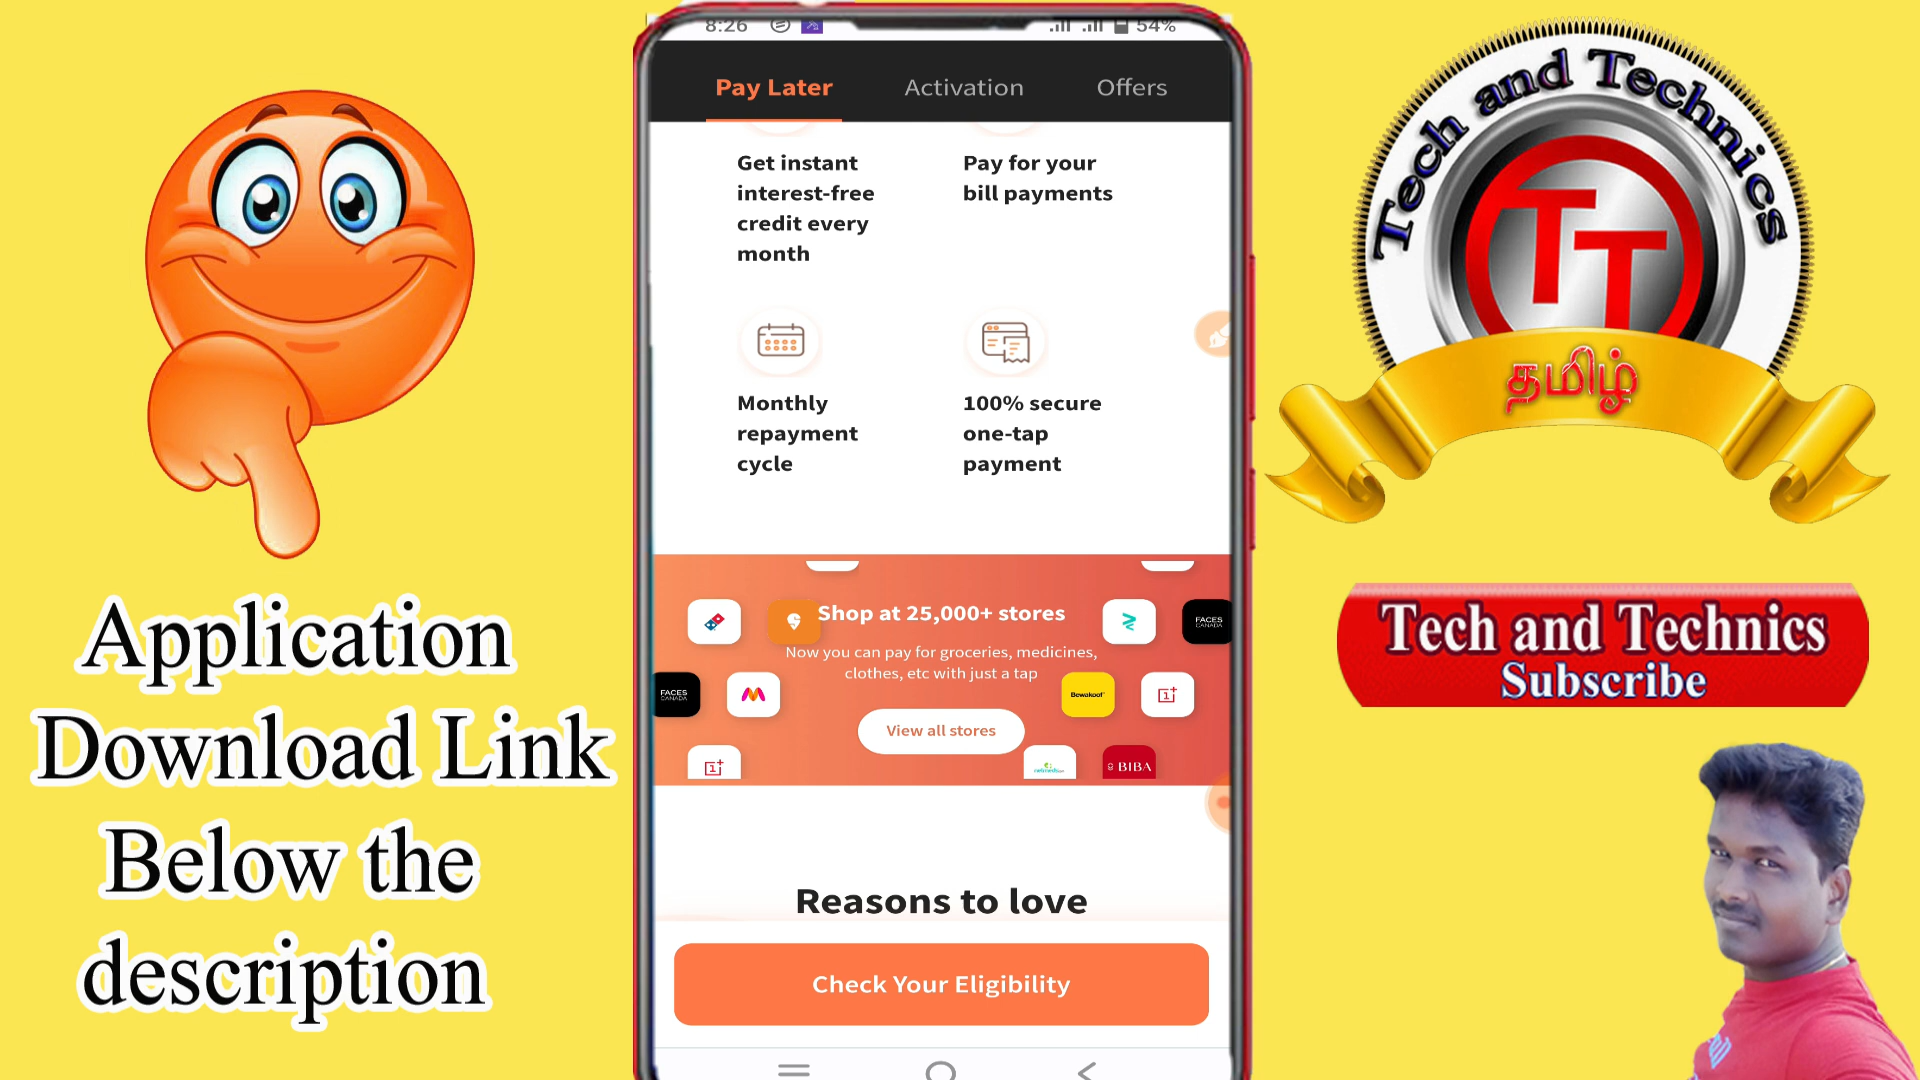 8:26
54%
Pay Later
Activation
Offers
Get instant
interest-free
credit every
month
Pay for your
bill payments
Monthly
repayment
cycle
100% secure
one-tap
payment
Shop at 25,000+ stores
Now you can pay for groceries, medicines,
clothes, etc with just a tap
View all stores
FACES
CANADA
FACES
CANADA
Bewakoof
BIBA
Reasons to love
Check Your Eligibility
Application
Download Link
Below the
description
Tech and Technics
TT
தமிழ்
Tech and Technics
Subscribe